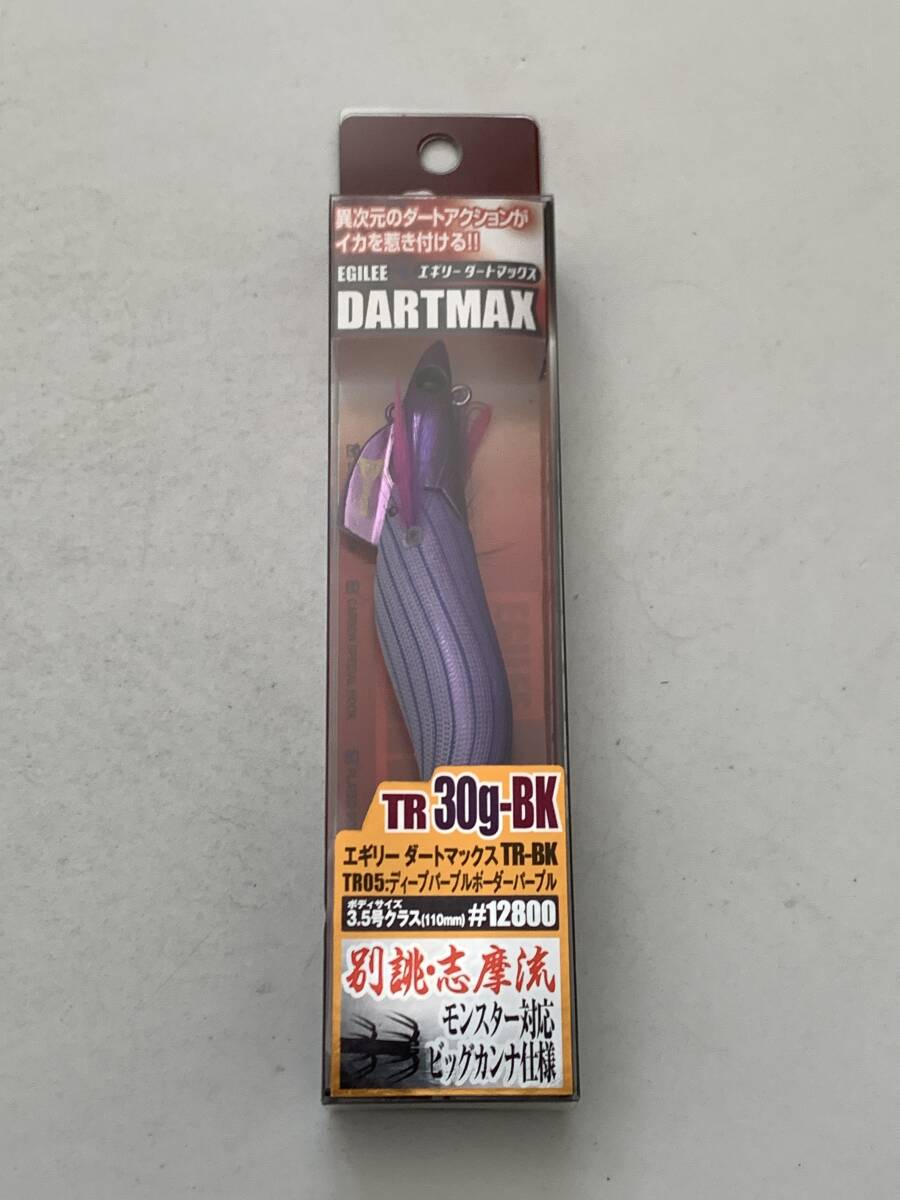 異次元のダートアクションが
イカを惹き付ける!!
EGILEE エギリーダートマックス
DARTMAX
CARBON SPECIAL HOOK
TR 30g-BK
エギリー ダートマックス TR-BK
TR05:ディープパープルボーダーパープル
ボディサイズ
3.5号クラス(110mm) #12800
別誂・志摩流
モンスター対応
ビッグカンナ仕様